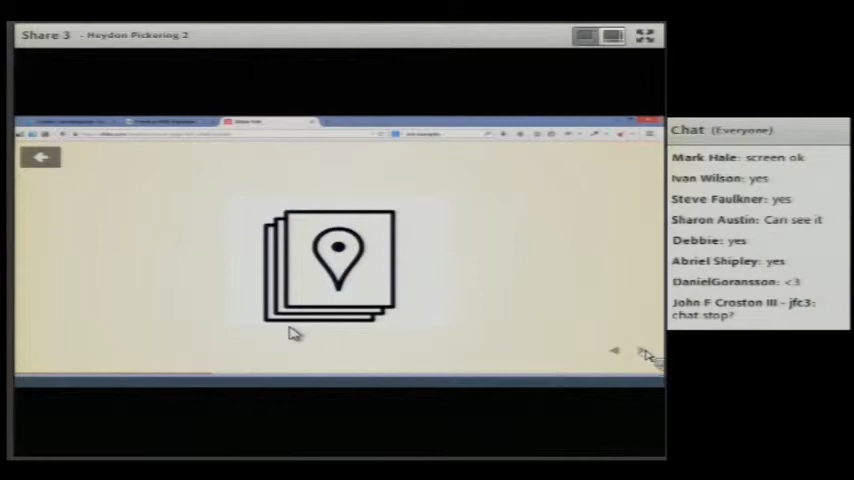 Share 3 - Heydon Pickering 2
Chat (Everyone)
Mark Hale: screen ok
Ivan Wilson: yes
Steve Faulkner: yes
Sharon Austin: Can see it
Debbie: yes
Abriel Shipley: yes
DanielGoransson: <3
John F Croston III - jfc3:
chat stop?